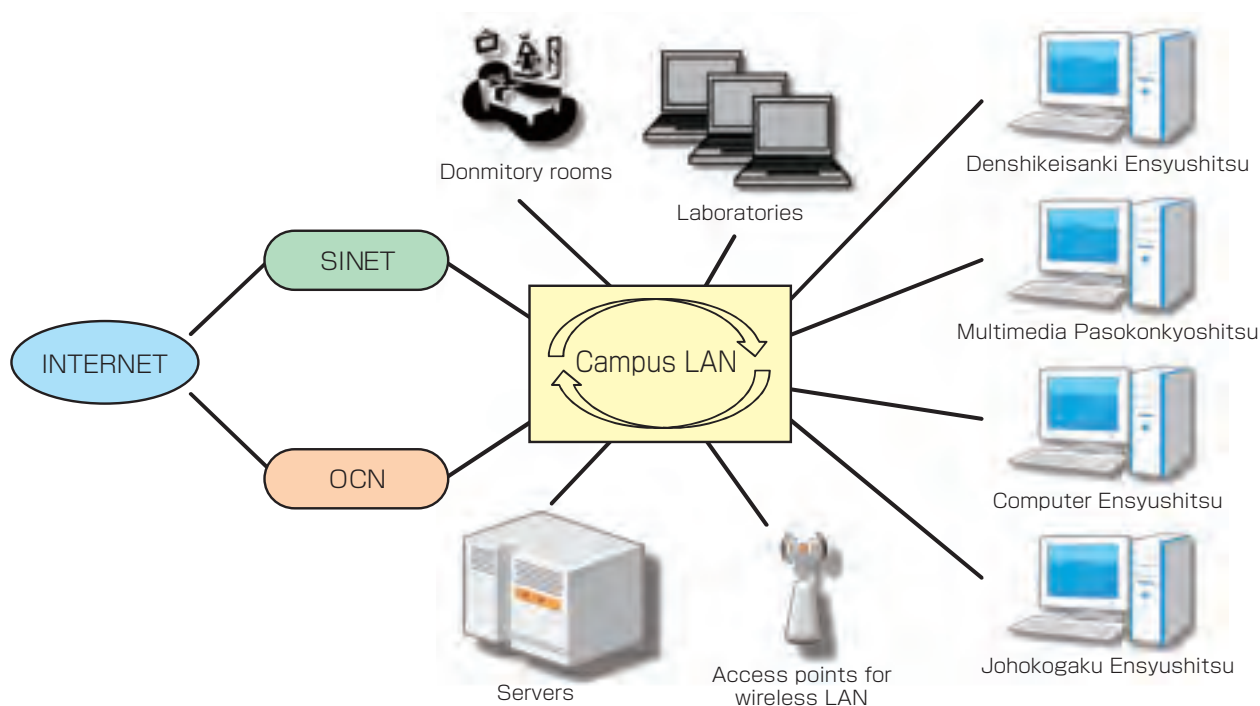 Donmitory rooms
Laboratories
Denshikeisanki Ensyushitsu
SINET
Multimedia Pasokonkyoshitsu
INTERNET
Campus LAN
OCN
Computer Ensyushitsu
Servers
Access points for
wireless LAN
Johokogaku Ensyushitsu